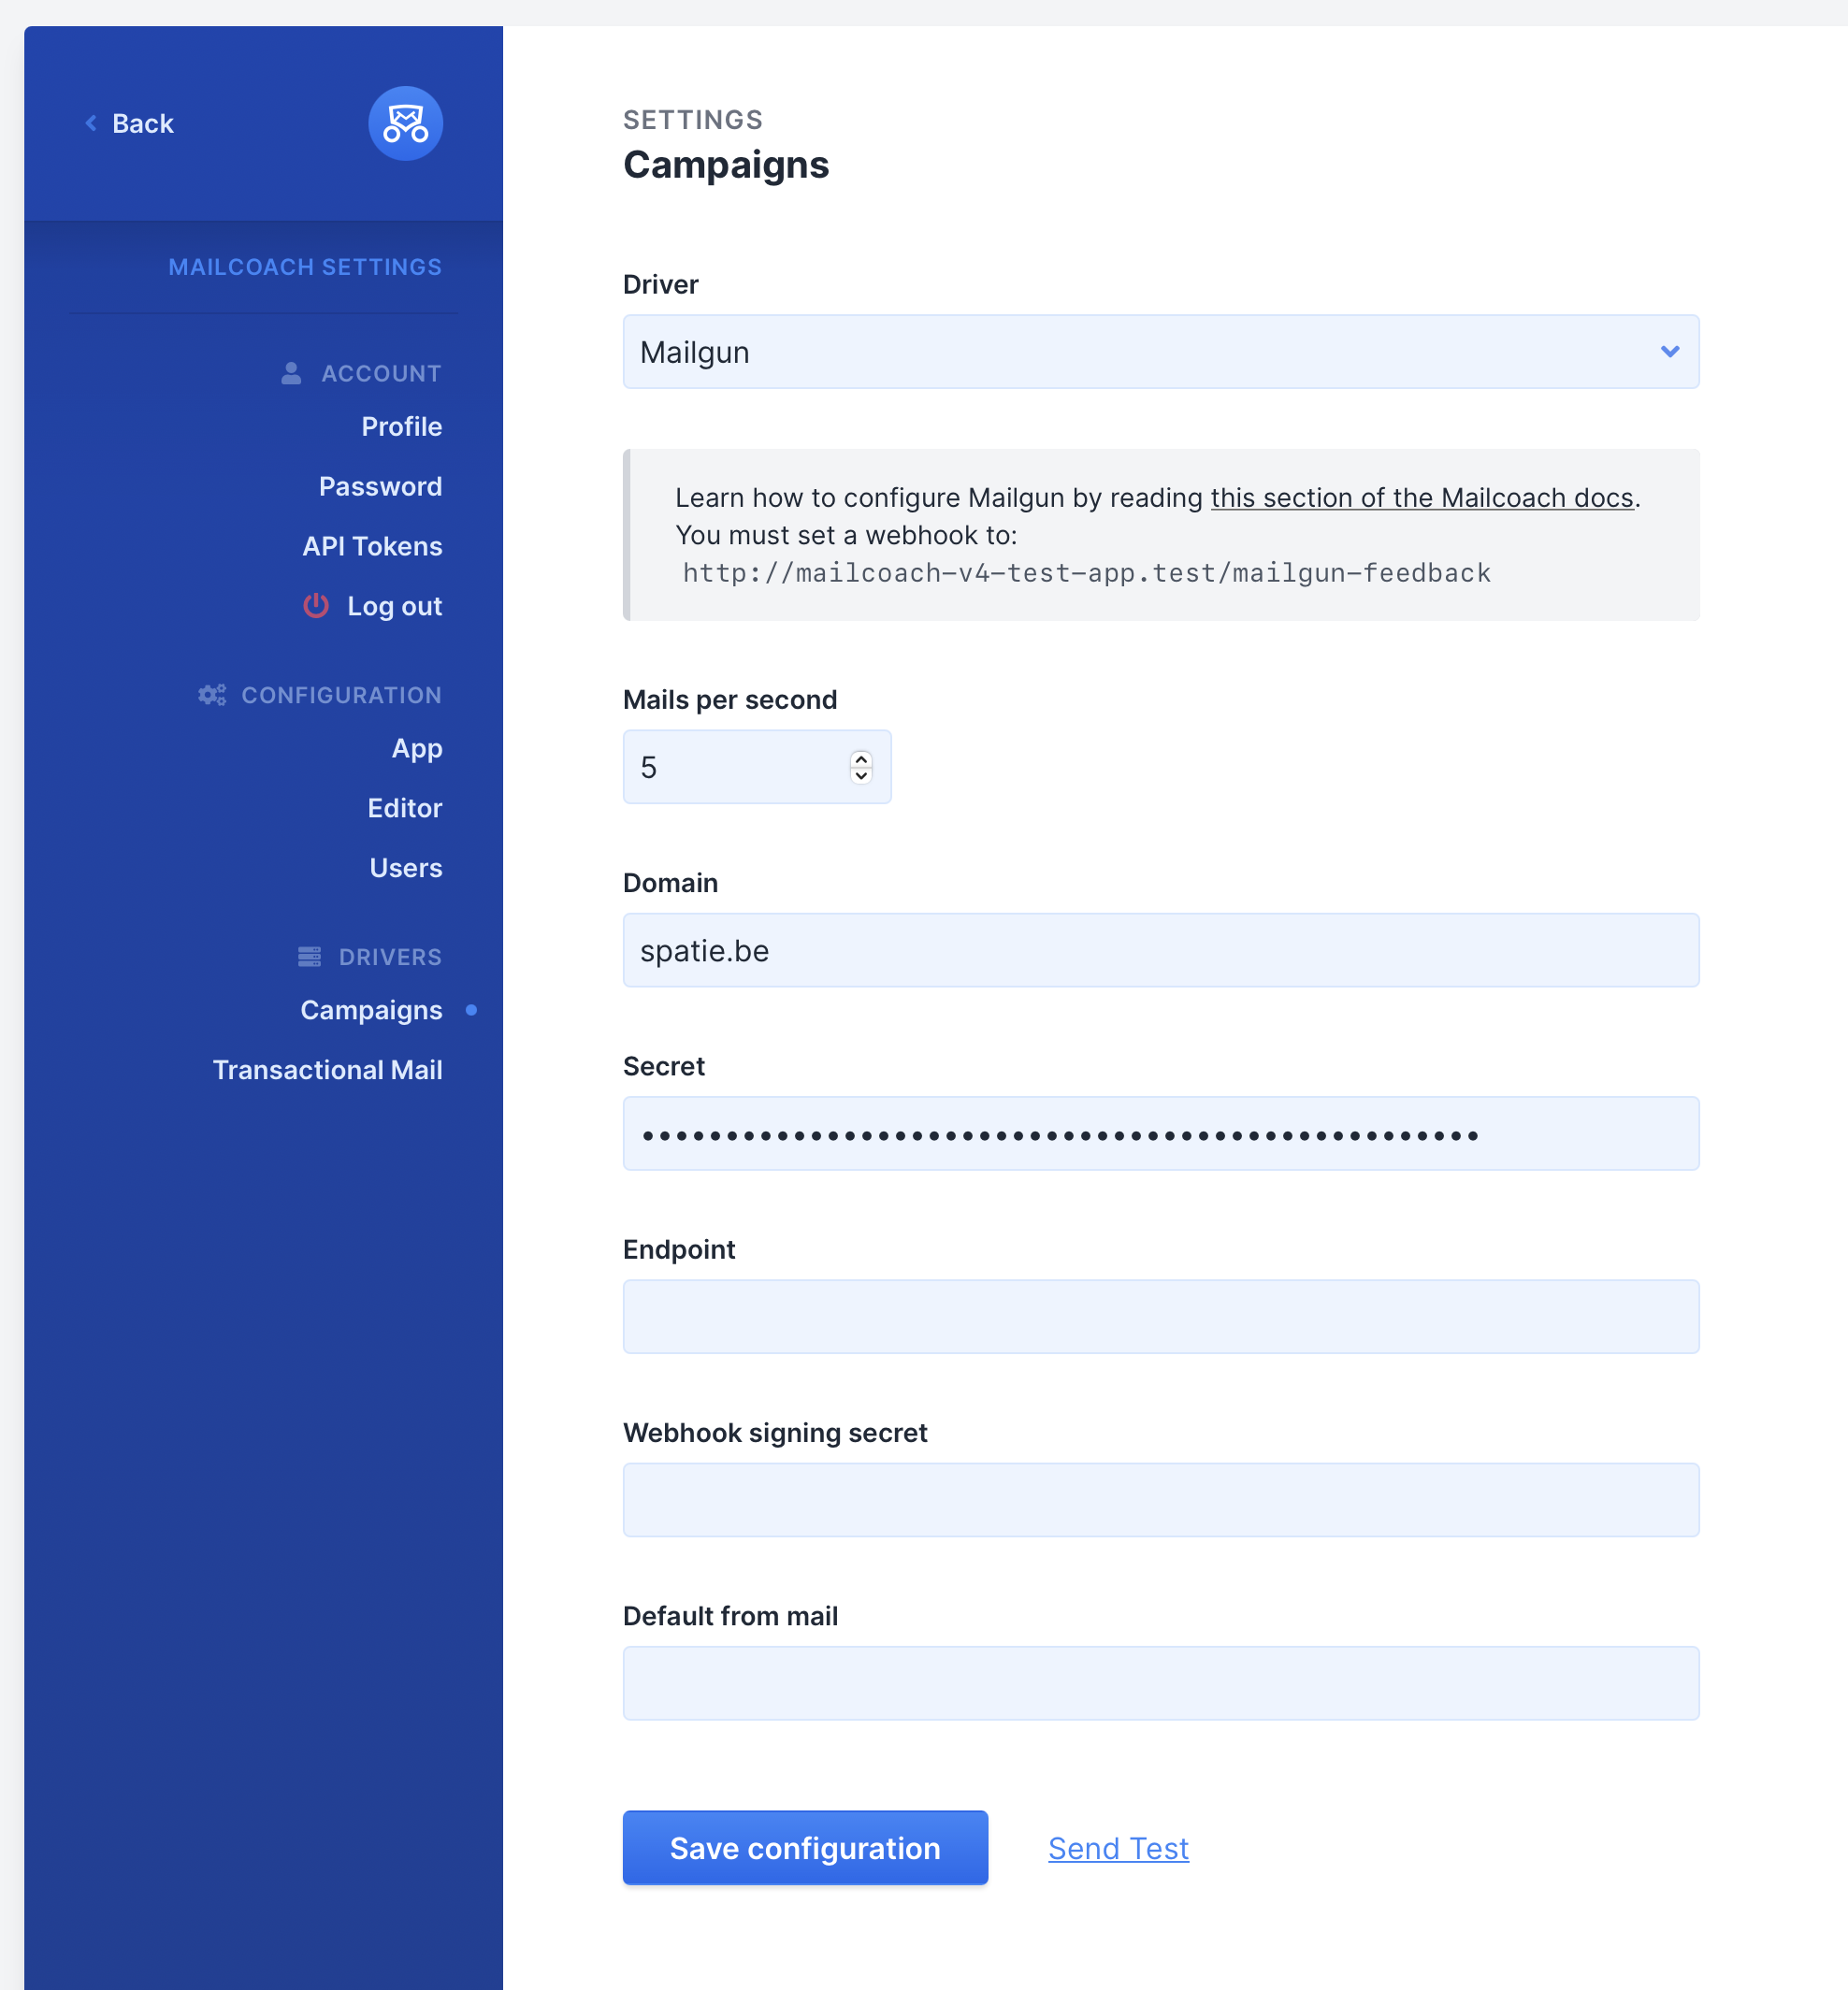 Back
MAILCOACH SETTINGS
ACCOUNT
Profile
Password
API Tokens
Log out
CONFIGURATION
App
Editor
Users
DRIVERS
Campaigns
Transactional Mail
SETTINGS
Campaigns
Driver
Mailgun
Learn how to configure Mailgun by reading this section of the Mailcoach docs.
You must set a webhook to:
http://mailcoach-v4-test-app.test/mailgun-feedback
Mails per second
5
Domain
spatie.be
Secret
••••••••••••••••••••••••••••••••••••••••••••••••••
Endpoint
Webhook signing secret
Default from mail
Save configuration
Send Test